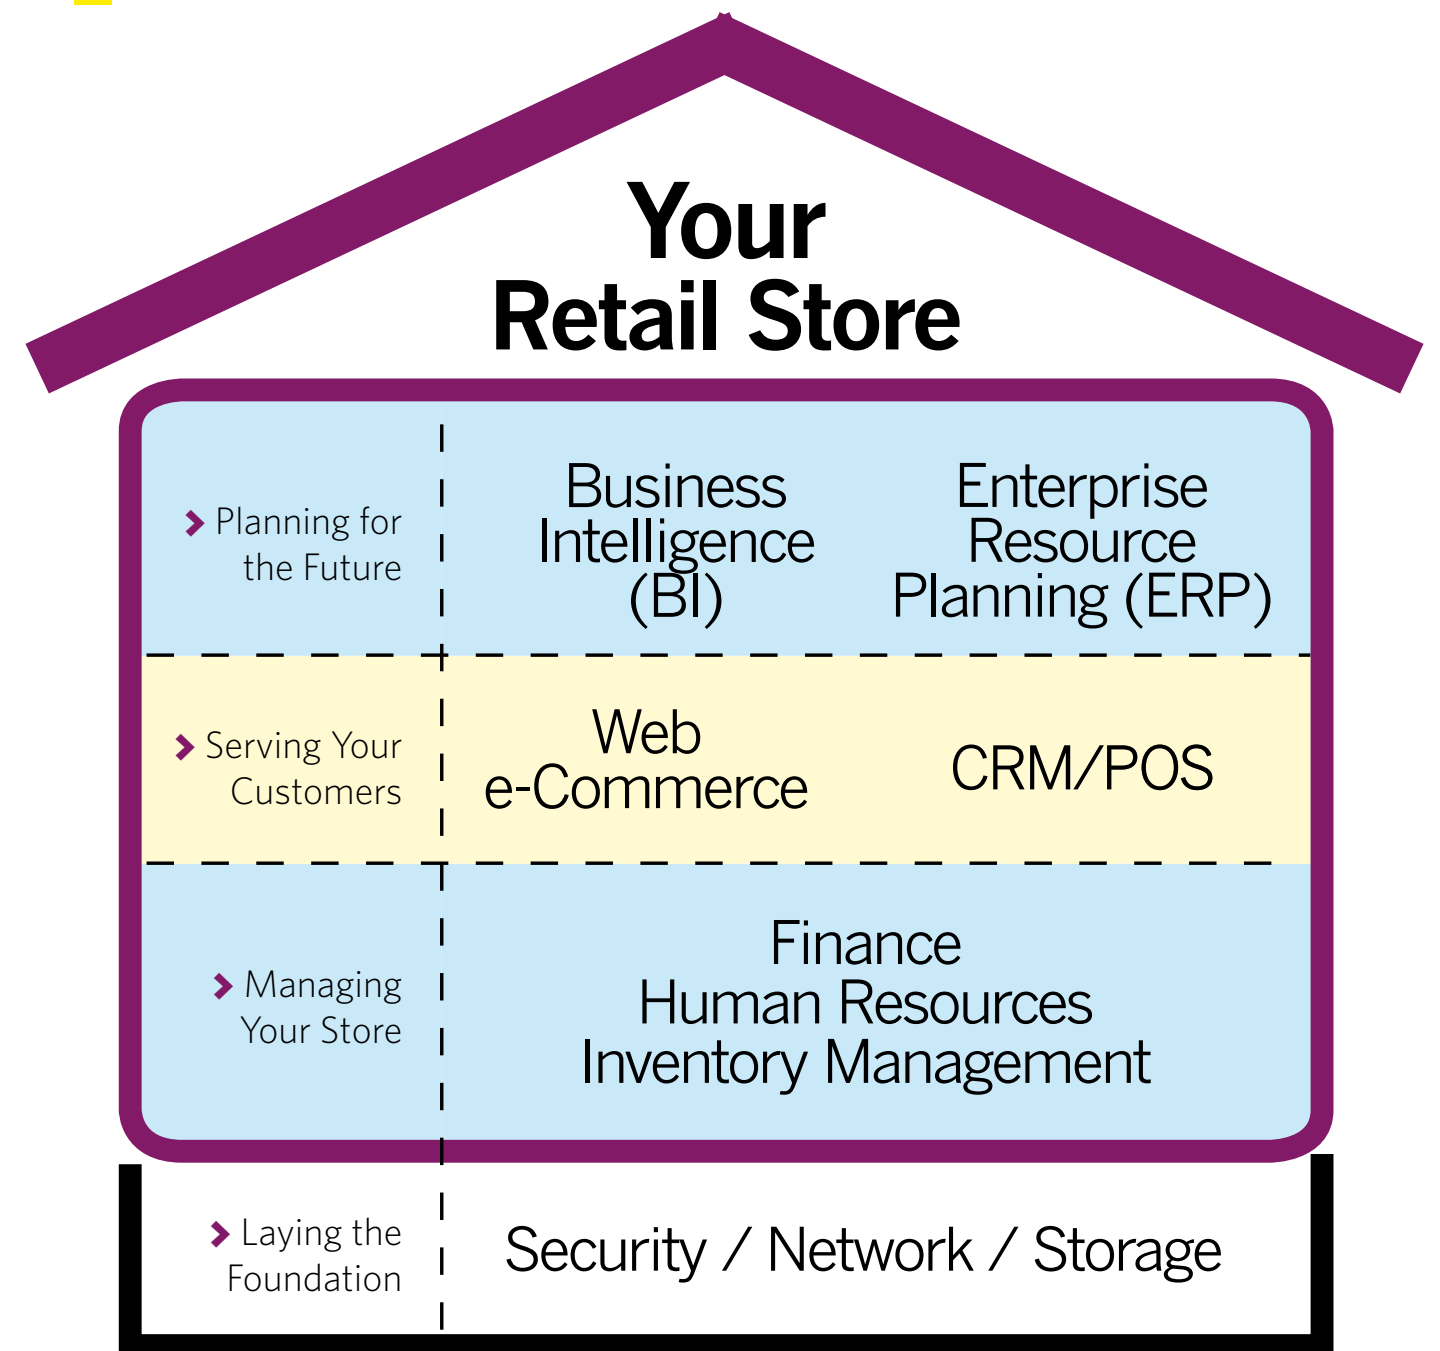 Your
Retail Store
Planning for
the Future
Business
Intelligence
(BI)
Enterprise
Resource
Planning (ERP)
Serving Your
Customers
Web
e-Commerce
CRM/POS
Managing
Your Store
Finance
Human Resources
Inventory Management
Laying the
Foundation
Security / Network / Storage